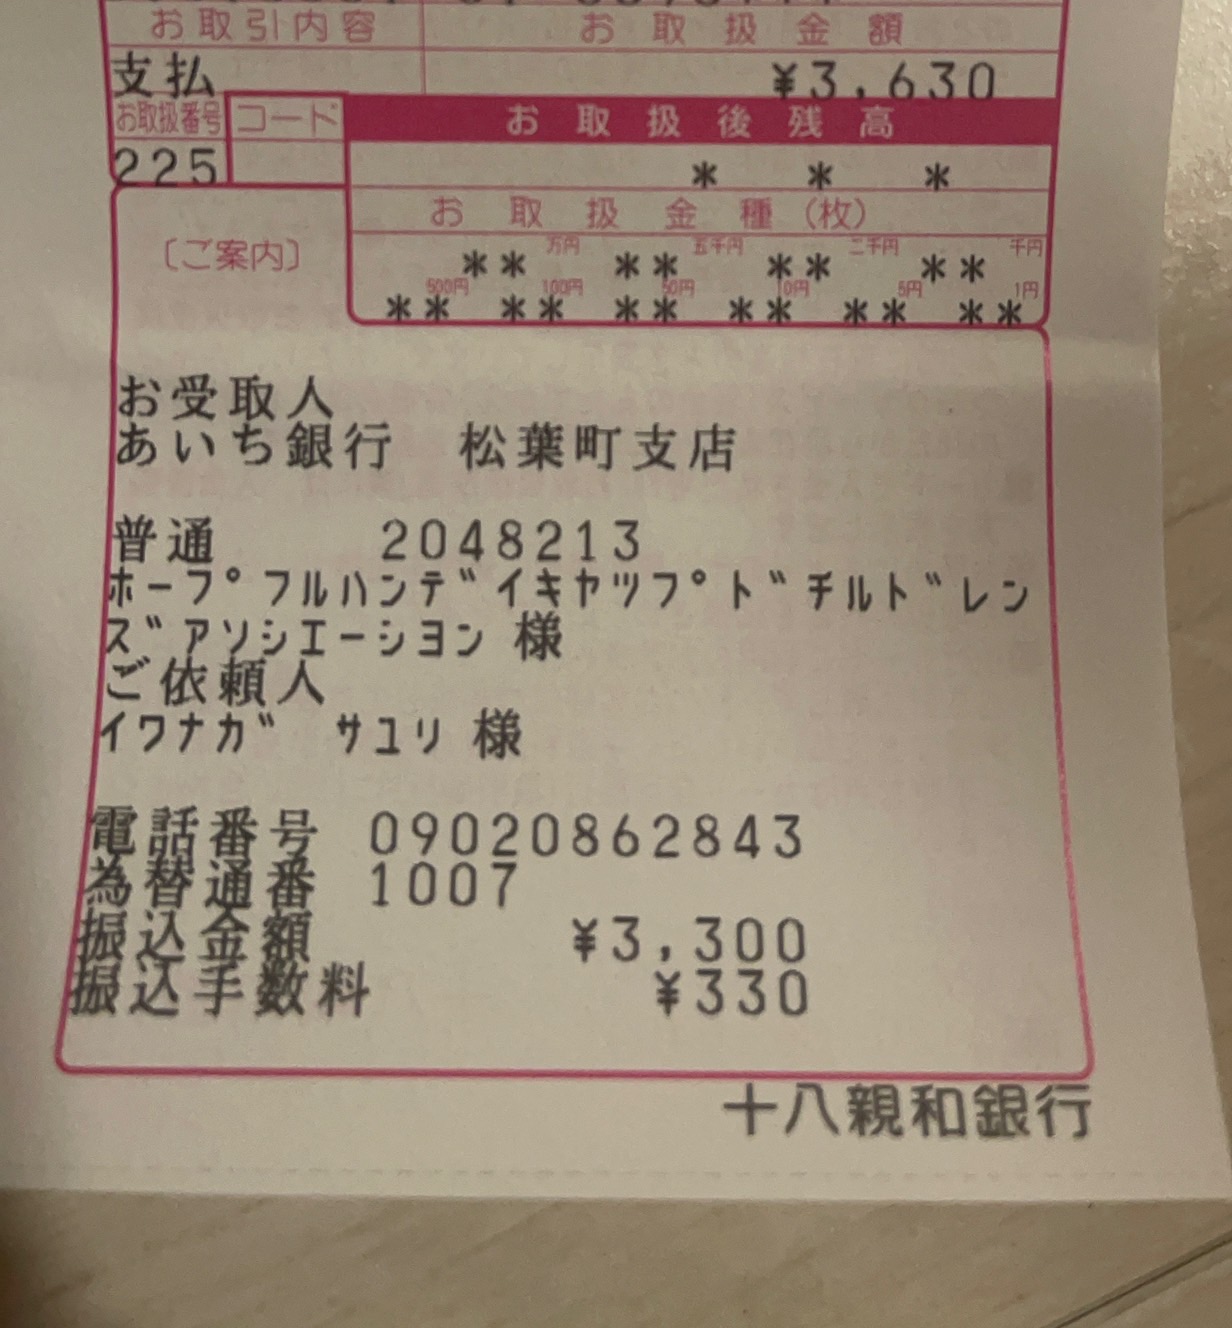 お取引内容 お取扱金額
支払 ¥3,630
お取扱番号 コード お取扱後残高
225 * * *
お取扱金種(枚)
〔ご案内〕
万円 五千円 二千円 千円
** ** ** **
500円 100円 50円 10円 5円 1円
** ** ** ** ** **
お受取人
あいち銀行 松葉町支店
普通 2048213
ホープフルハンデイキヤツプドチルドレン
ズアソシエーシヨン 様
ご依頼人
イワナガ サユリ 様
電話番号 09020862843
為替通番 1007
振込金額 ¥3,300
振込手数料 ¥330
十八親和銀行